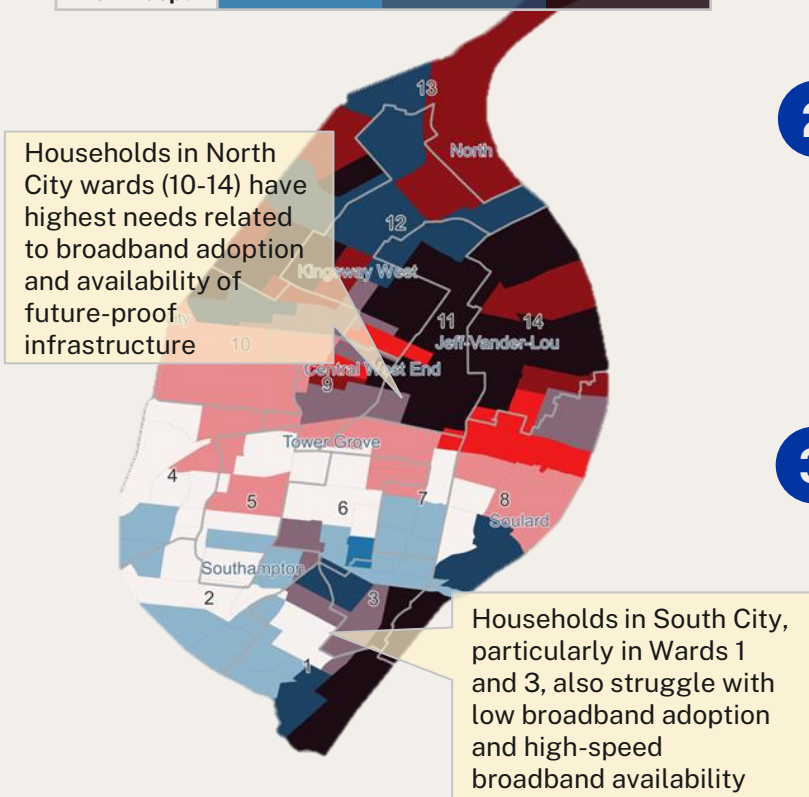 13
North
Households in North
City wards (10-14) have
highest needs related
to broadband adoption
and availability of
future-proof
infrastructure
12
Kingsway West
11
14
Jeff-Vander-Lou
10
Central West End
9
Tower Grove
4
5
6
7
8
Soulard
Southampton
2
3
1
Households in South City,
particularly in Wards 1
and 3, also struggle with
low broadband adoption
and high-speed
broadband availability